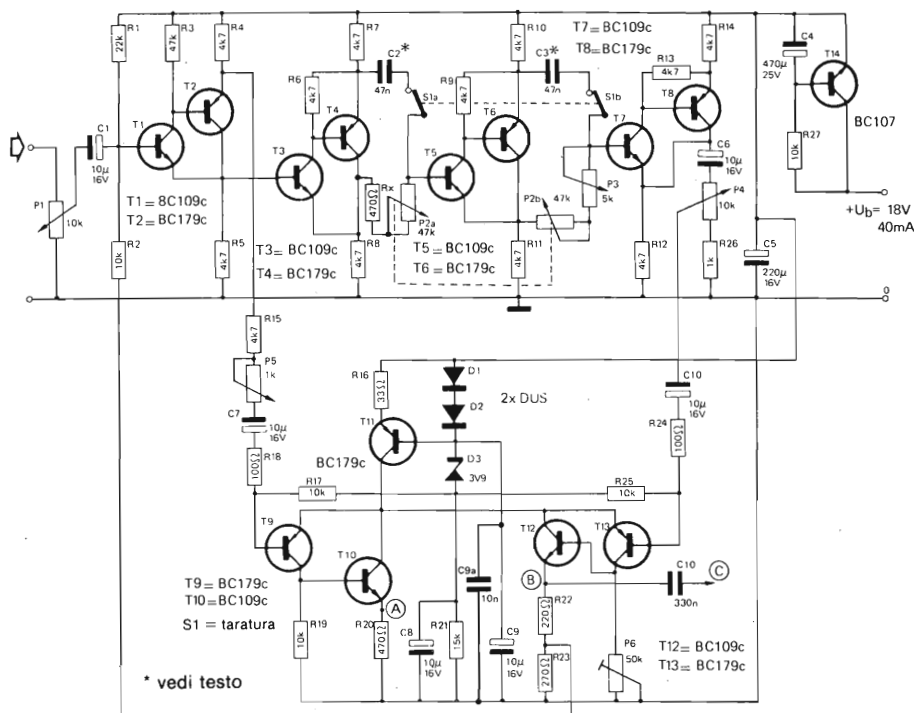 R1
22k
R3
47k
R4
4k7
R7
4k7
C2*
47n
R6
4k7
S1a
R10
4k7
C3*
47n
R9
4k7
S1b
T7=BC109c
T8=BC179c
R14
4k7
R13
4k7
C4
470µ
25V
T14
BC107
R27
10k
T1
T2
T3
T4
T5
T6
T7
T8
C1
10µ
16V
P1
10k
T1 = 8C109c
T2=BC179c
R2
10k
R5
4k7
T3 = BC109c
T4=BC179c
Rx
470Ω
P2a
47k
R8
4k7
T5=BC109c
T6=BC179c
R11
4k7
P2b
47k
P3
5k
R12
4k7
C6
10µ
16V
P4
10k
R26
1k
C5
220µ
16V
+Ub= 18V
40mA
0
R15
4k7
P5
1k
C7
10µ
16V
R18
100Ω
R16
33Ω
T11
BC179c
D1
D2
2x DUS
D3
3V9
C10
10µ
16V
R24
100Ω
R17
10k
R25
10k
T9
T10
T12
T13
T9=BC179c
T10=BC109c
S1= taratura
R19
10k
R20
470Ω
A
C8
10µ
16V
R21
15k
C9a
10n
C9
10µ
16V
B
R22
220Ω
R23
270Ω
C10
330n
C
P6
50k
T12=BC109c
T13=BC179c
* vedi testo